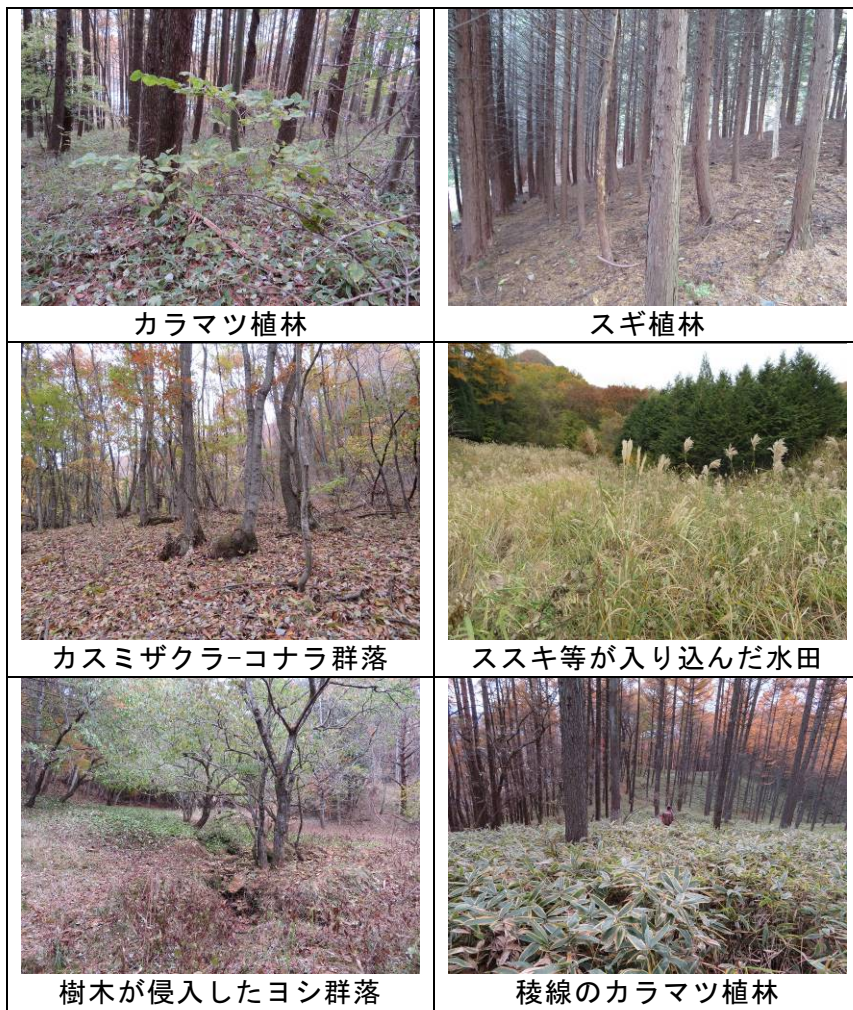 カラマツ植林
スギ植林
カスミザクラ-コナラ群落
ススキ等が入り込んだ水田
樹木が侵入したヨシ群落
稜線のカラマツ植林